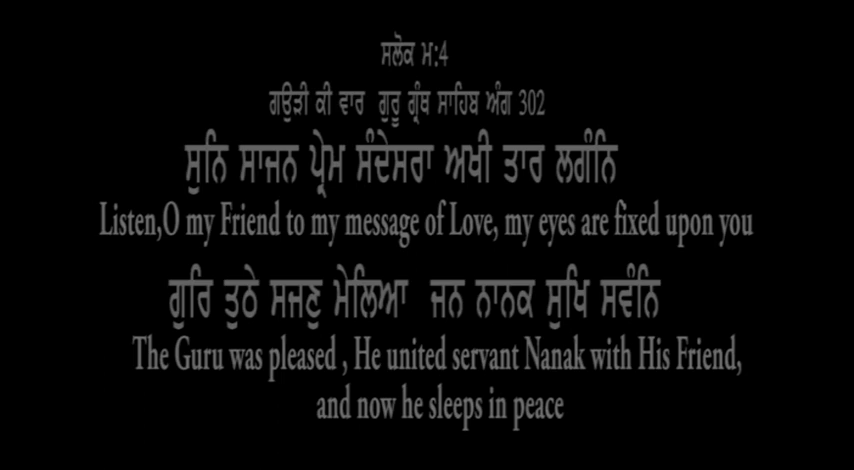 ਸਲੋਕ ਮ:4
ਗਉੜੀ ਕੀ ਵਾਰ ਗੁਰੂ ਗ੍ਰੰਥ ਸਾਹਿਬ ਅੰਗ 302
ਸੁਨਿ ਸਾਜਨ ਪ੍ਰੇਮ ਸੰਦੇਸਰਾ ਅਖੀ ਤਾਰ ਲਗੰਨਿ
Listen,O my Friend to my message of Love, my eyes are fixed upon you
ਗੁਰਿ ਤੁਠੇ ਸਜਣੁ ਮੇਲਿਆ ਜਨ ਨਾਨਕ ਸੁਖਿ ਸਵੰਨਿ
The Guru was pleased , He united servant Nanak with His Friend,
and now he sleeps in peace